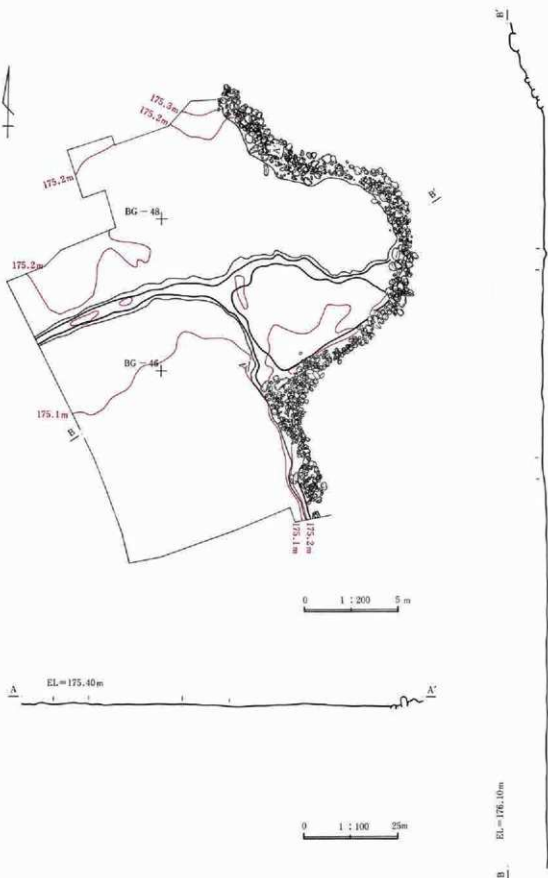 B'
175.3m
175.2m
A'
175.2m
BG-48
B'
175.2m
BG-46
A
175.1m
B
175.1m
175.2m
0 1:200 5m
EL=175.40m
A A'
0 1:100 25m
EL=176.10m
B